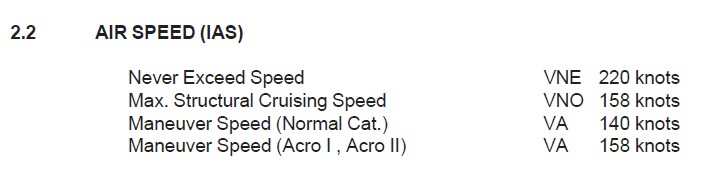 2.2 AIR SPEED (IAS)
Never Exceed Speed VNE 220 knots
Max. Structural Cruising Speed VNO 158 knots
Maneuver Speed (Normal Cat.) VA 140 knots
Maneuver Speed (Acro I , Acro II) VA 158 knots